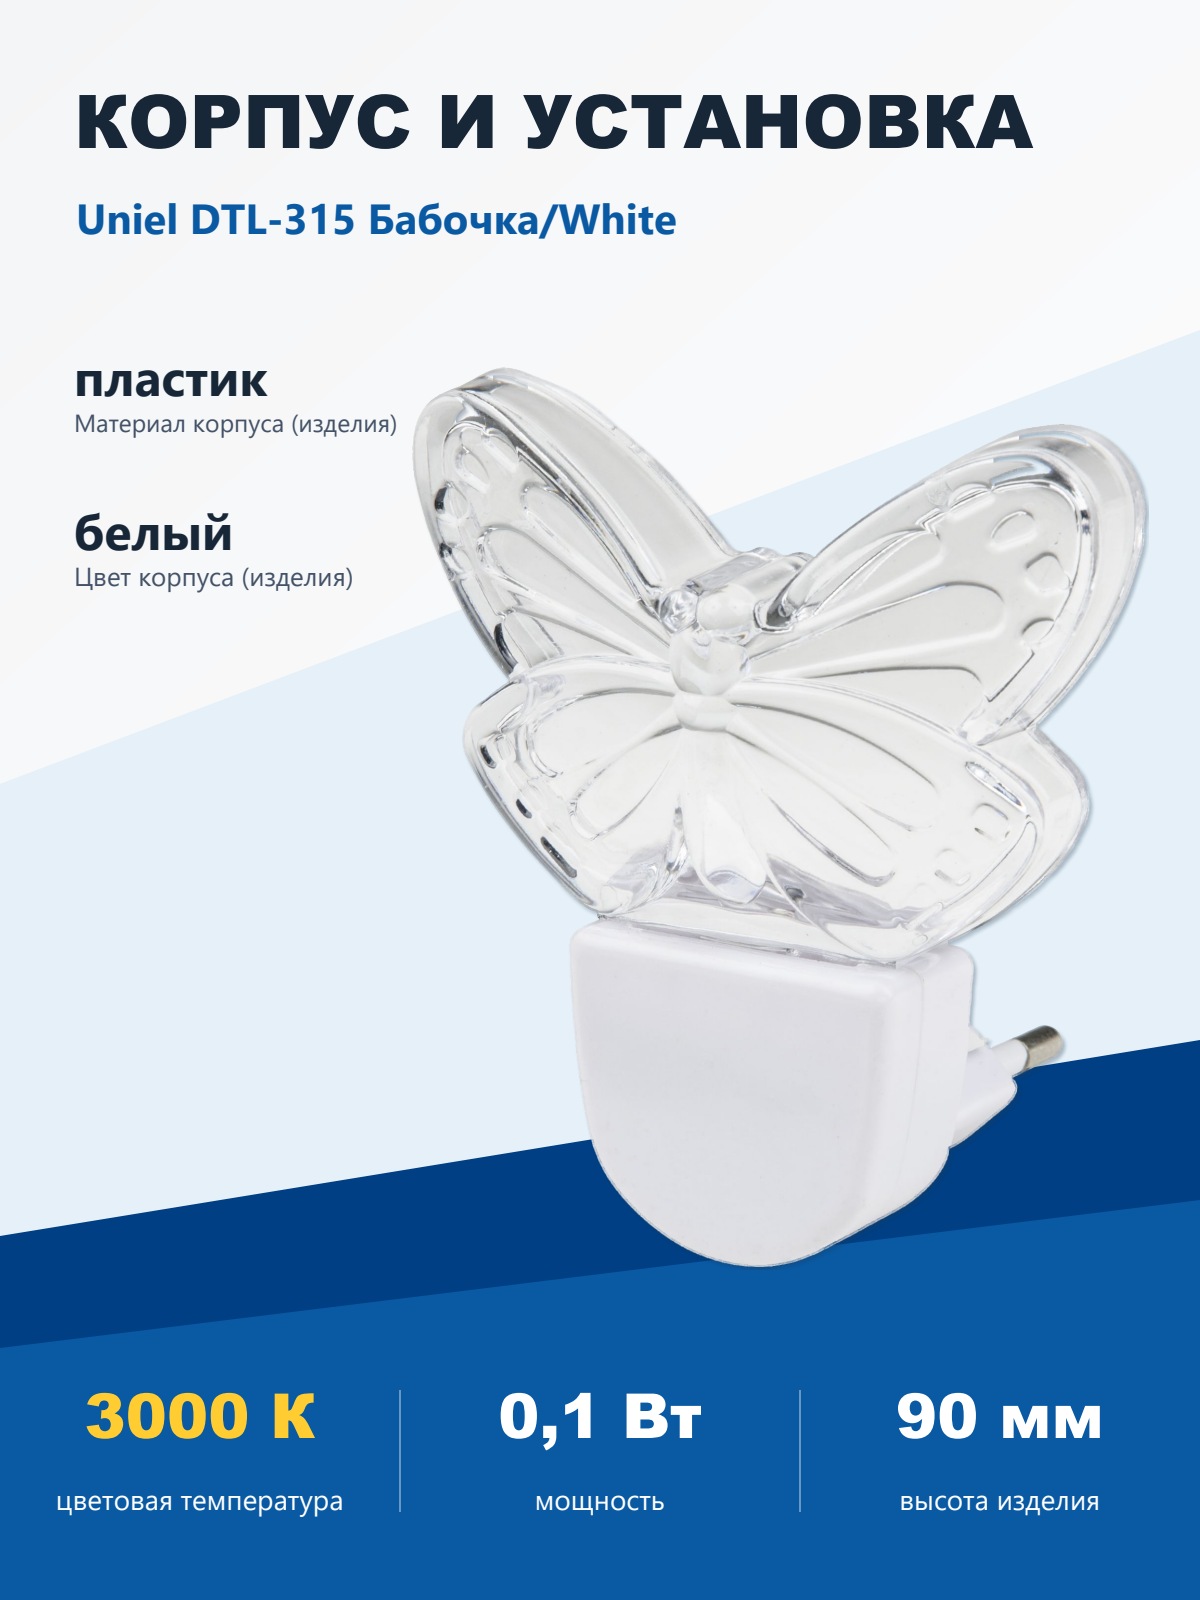 КОРПУС И УСТАНОВКА
Uniel DTL-315 Бабочка/White
пластик
Материал корпуса (изделия)
белый
Цвет корпуса (изделия)
3000 К
цветовая температура
0,1 Вт
мощность
90 мм
высота изделия